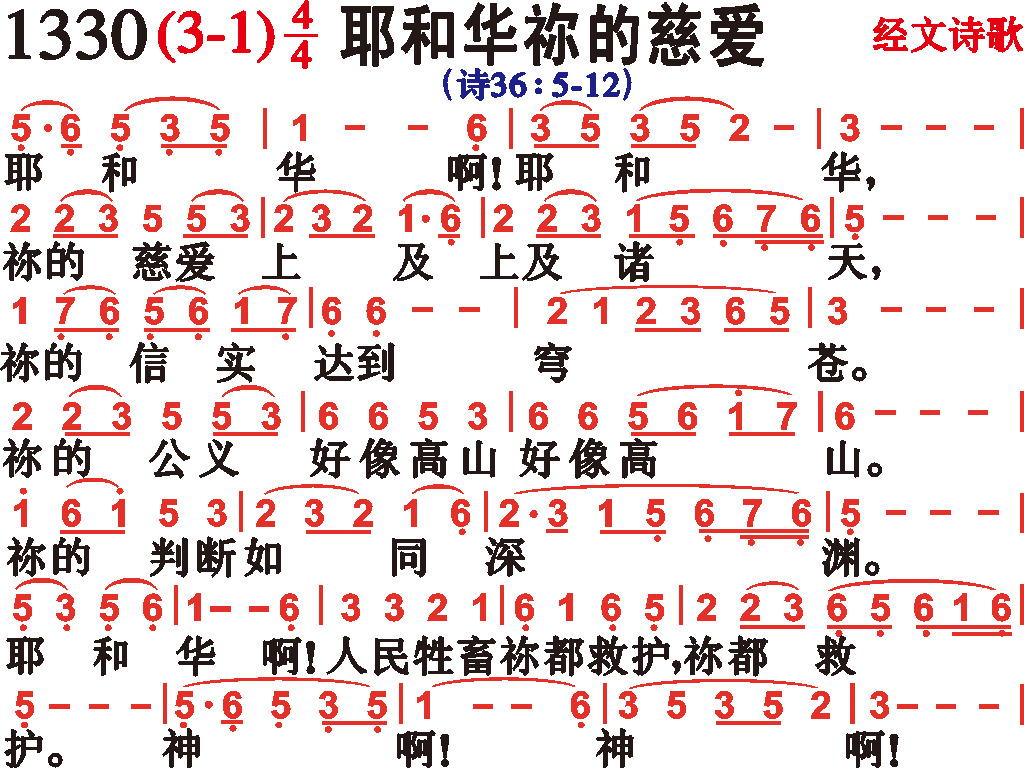 1330 (3-1) 4/4 耶和华祢的慈爱 经文诗歌
(诗36：5-12)
5·6 5 3 5 | 1 - - 6 | 3 5 3 5 2 - | 3 - - -
耶 和 华 啊! 耶 和 华,
2 2 3 5 5 3 | 2 3 2 1·6 | 2 2 3 1 5 6 7 6 | 5 - - -
祢的 慈爱 上 及 上及 诸 天,
1 7 6 5 6 1 7 | 6 6 - - | 2 1 2 3 6 5 | 3 - - -
祢的 信 实 达到 穹 苍。
2 2 3 5 5 3 | 6 6 5 3 | 6 6 5 6 1 7 | 6 - - -
祢的 公义 好像高山 好像高 山。
1 6 1 5 3 | 2 3 2 1 6 | 2·3 1 5 6 7 6 | 5 - - -
祢的 判断如 同 深 渊。
5 3 5 6 | 1 - - 6 | 3 3 2 1 | 6 1 6 5 | 2 2 3 6 5 6 1 6
耶 和 华 啊! 人民牲畜祢都救护,祢都 救
5 - - - | 5·6 5 3 5 | 1 - - 6 | 3 5 3 5 2 | 3 - - -
护。 神 啊! 神 啊!